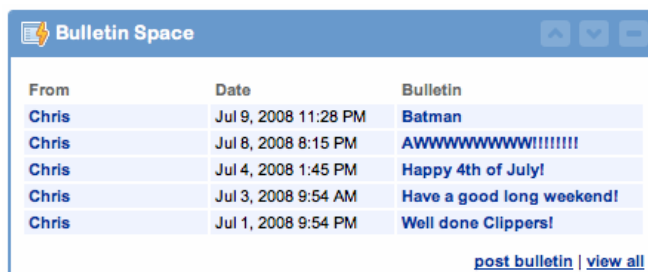 Bulletin Space
From Date Bulletin
Chris Jul 9, 2008 11:28 PM Batman
Chris Jul 8, 2008 8:15 PM AWWWWWWWW!!!!!!!!
Chris Jul 4, 2008 1:45 PM Happy 4th of July!
Chris Jul 3, 2008 9:54 AM Have a good long weekend!
Chris Jul 1, 2008 9:54 PM Well done Clippers!
post bulletin | view all